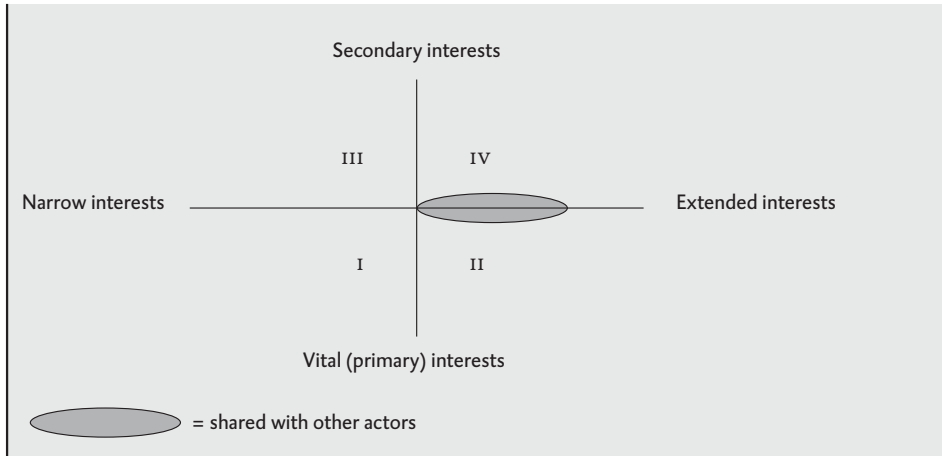 Secondary interests
III IV
Narrow interests Extended interests
I II
Vital (primary) interests
= shared with other actors